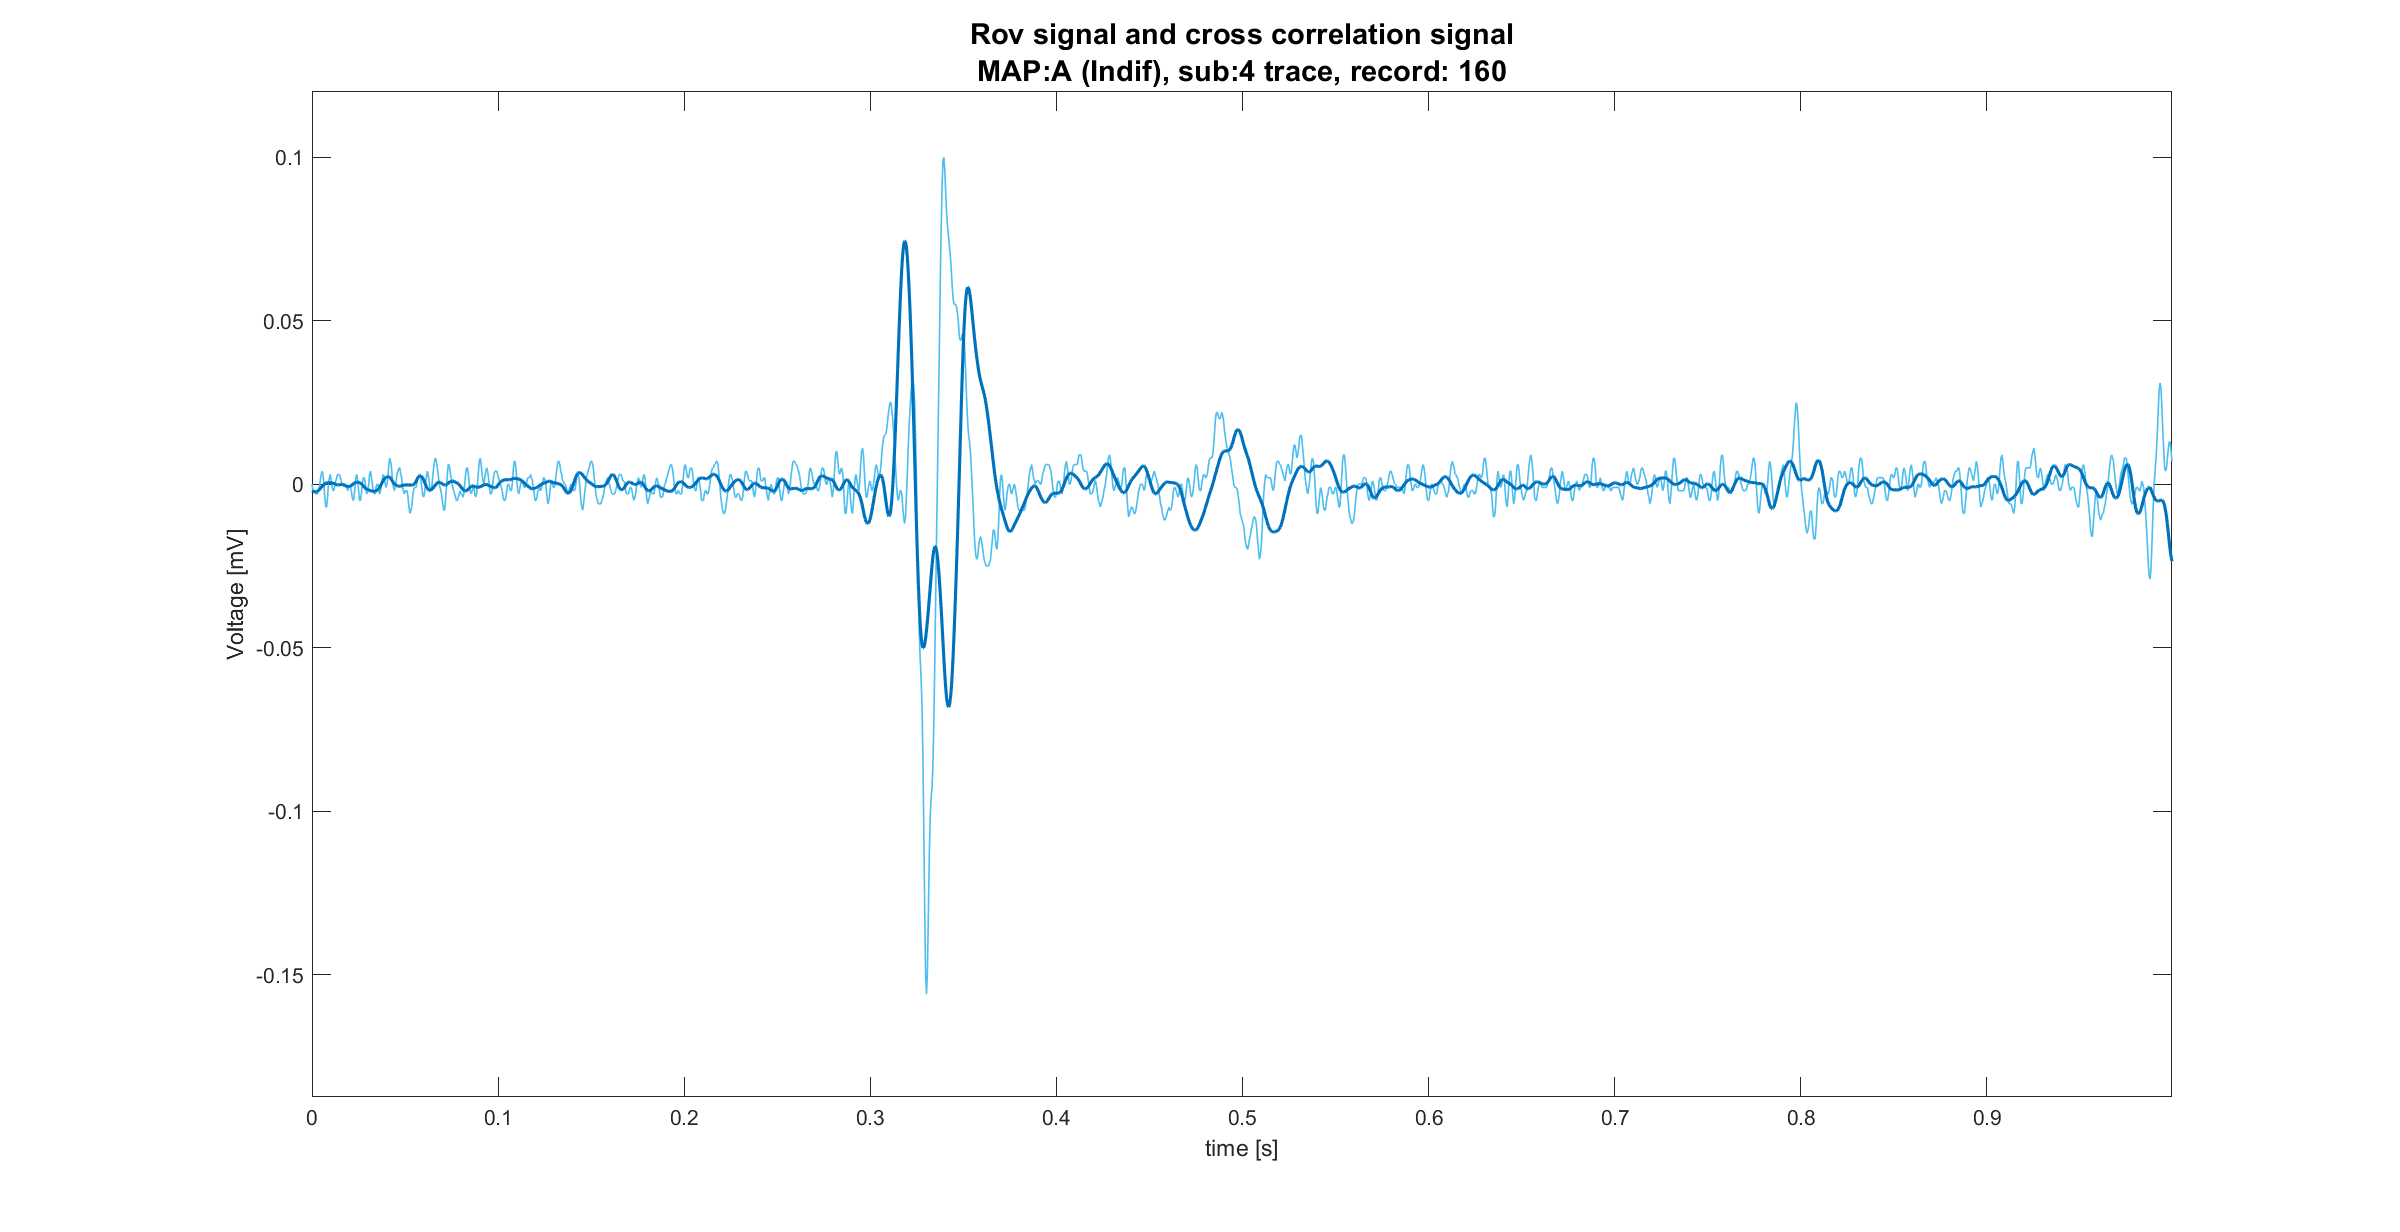 Rov signal and cross correlation signal
MAP:A (Indif), sub:4 trace, record: 160
0.1
0.05
0
-0.05
-0.1
-0.15
Voltage [mV]
0 0.1 0.2 0.3 0.4 0.5 0.6 0.7 0.8 0.9
time [s]